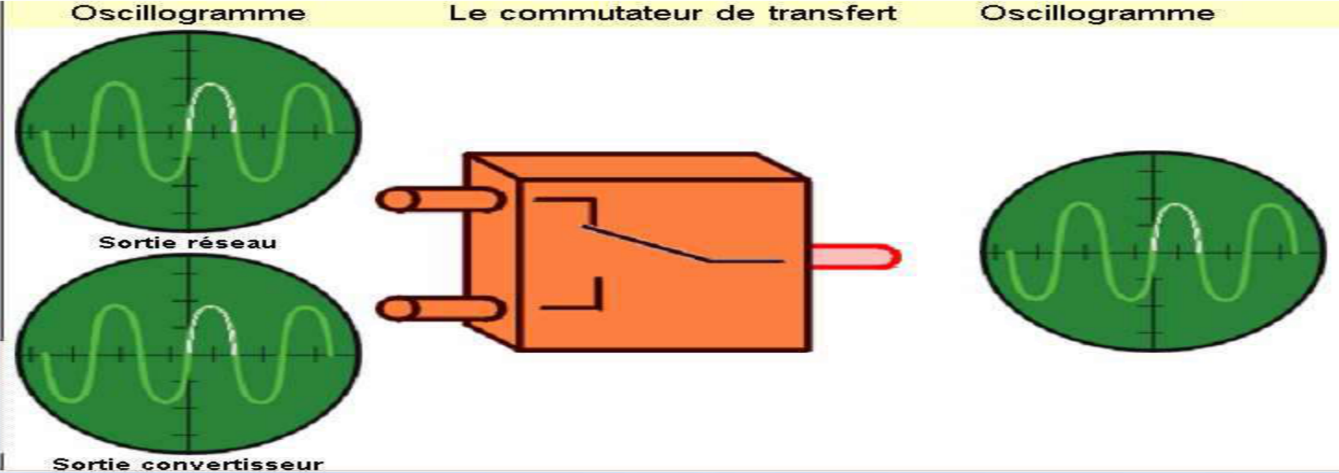 Oscillogramme
Le commutateur de transfert
Oscillogramme
Sortie réseau
Sortie convertisseur